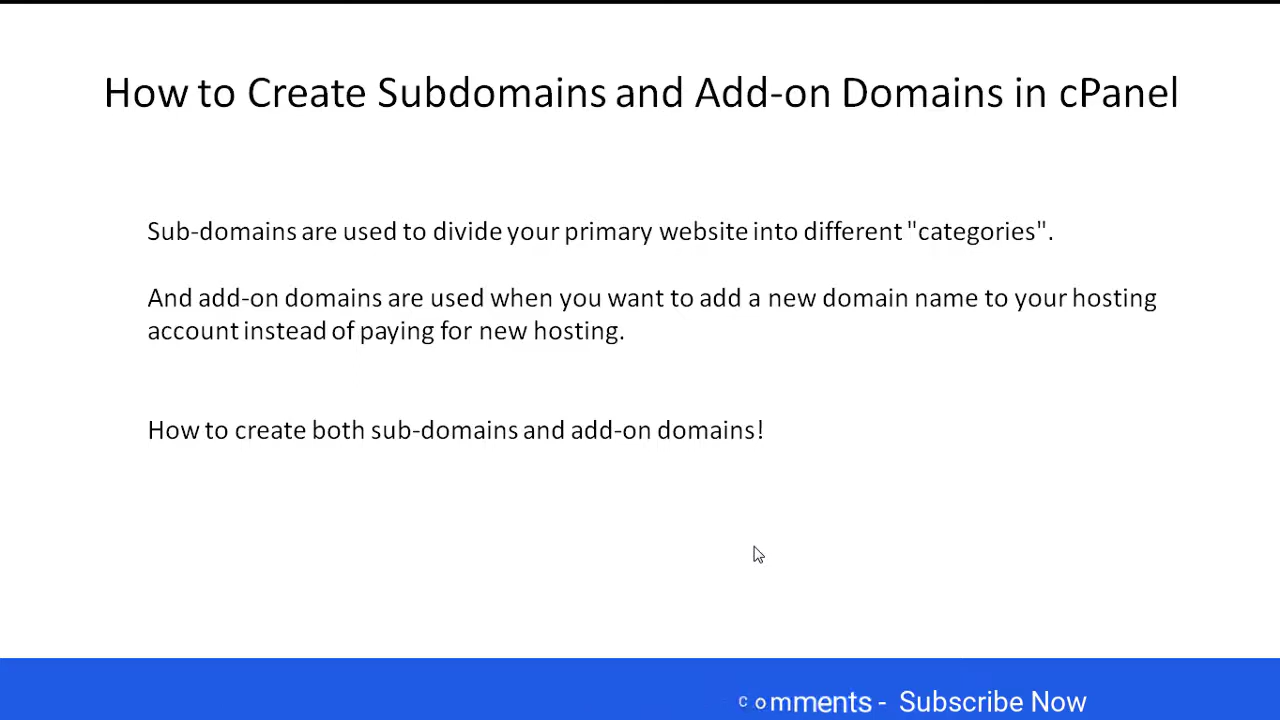 How to Create Subdomains and Add-on Domains in cPanel
Sub-domains are used to divide your primary website into different "categories".
And add-on domains are used when you want to add a new domain name to your hosting
account instead of paying for new hosting.
How to create both sub-domains and add-on domains!
comments - Subscribe Now